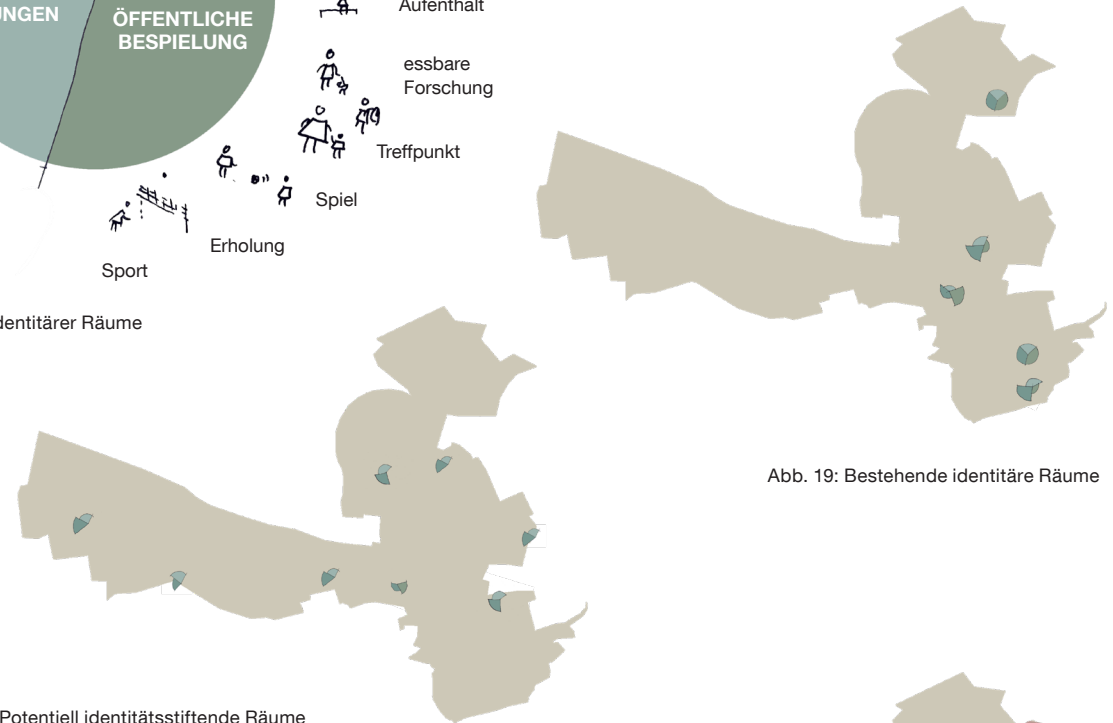 UNGEN
ÖFFENTLICHE
BESPIELUNG
Aufenthalt
essbare
Forschung
Treffpunkt
Spiel
Erholung
Sport
dentitärer Räume
Abb. 19: Bestehende identitäre Räume
Potentiell identitätsstiftende Räume